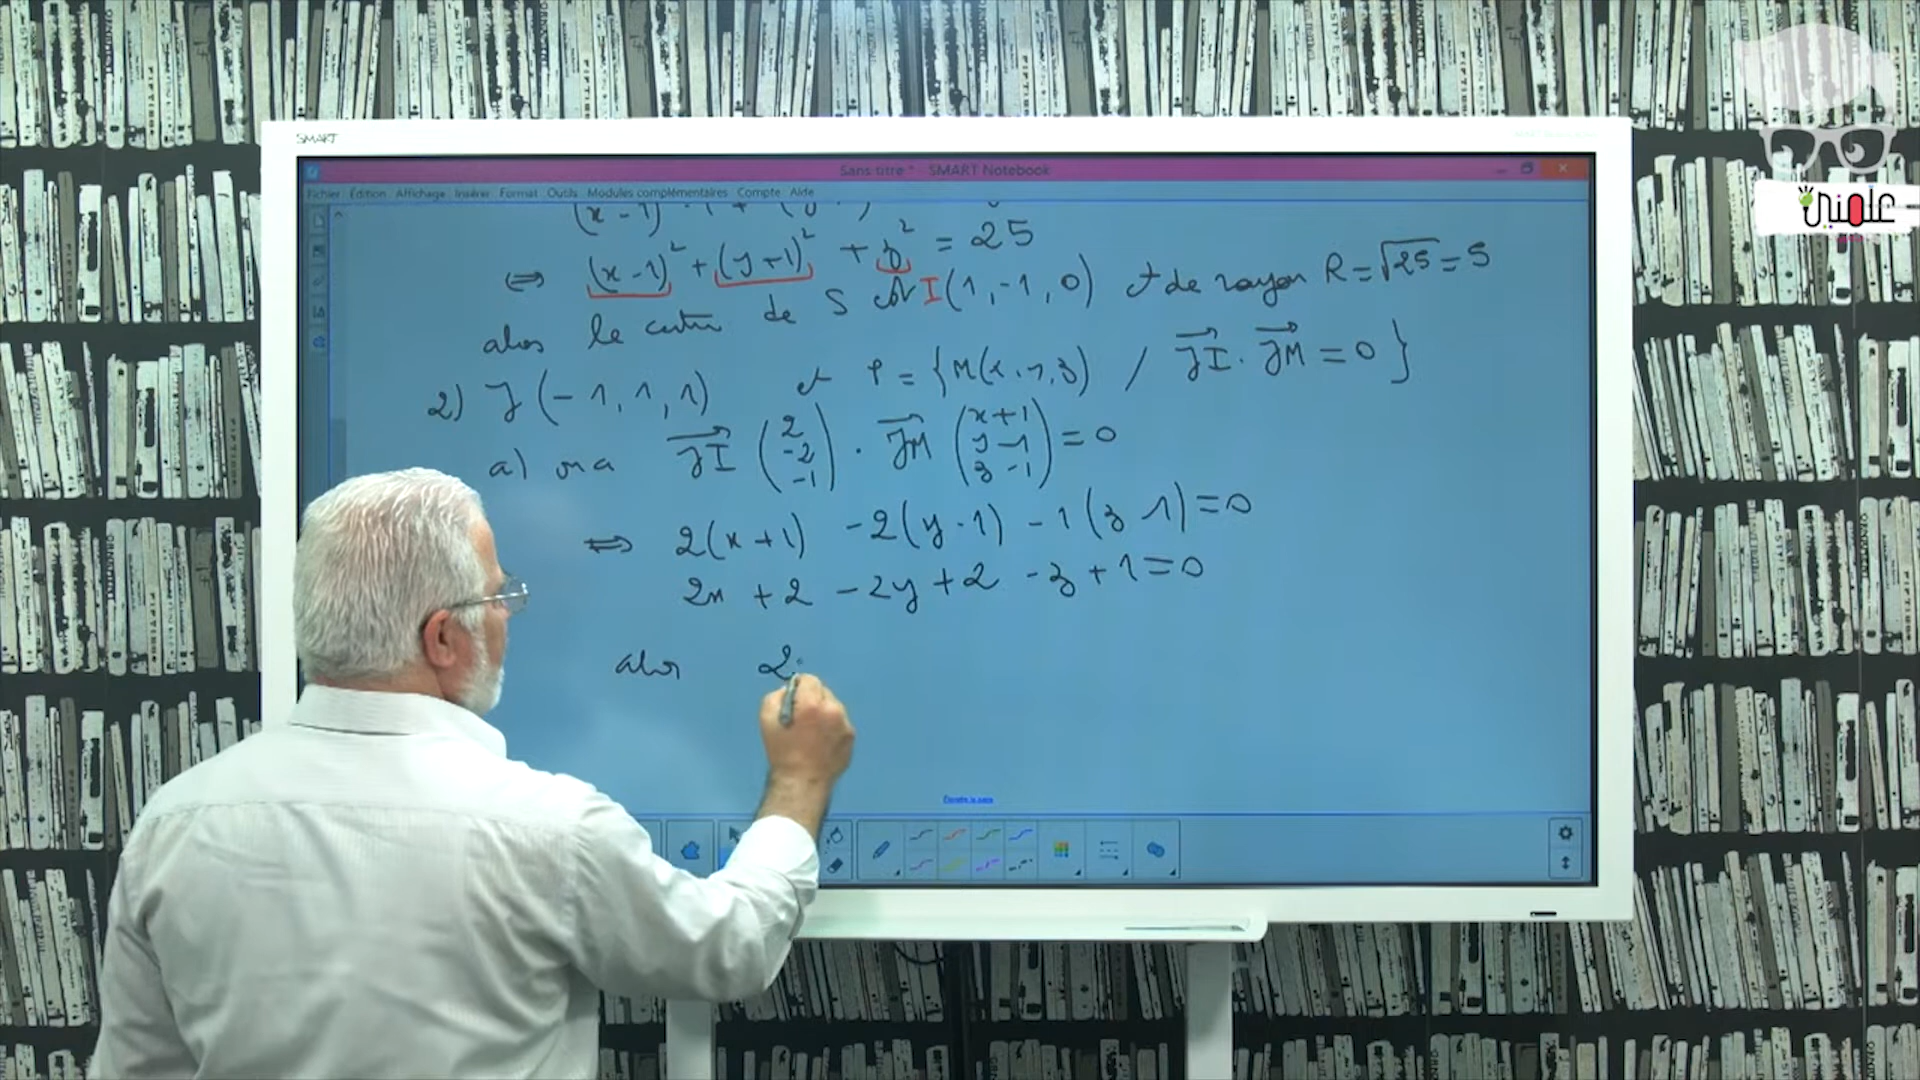 SMART
Sans titre * - SMART Notebook
Fichier Édition Affichage Insérer Format Outils Modules complémentaires Compte Aide
⇔ (x-1)² + (y+1)² + z² = 25
alors le centre de S est I(1,-1,0) et de rayon R = √25 = 5
2) J(-1,1,1) et P = {M(x,y,z) / JI . JM = 0}
a) on a JI (2 -2 -1) . JM (x+1 y-1 z-1) = 0
⇔ 2(x+1) -2(y-1) -1(z-1) = 0
2x + 2 - 2y + 2 - z + 1 = 0
alors 2
علمني